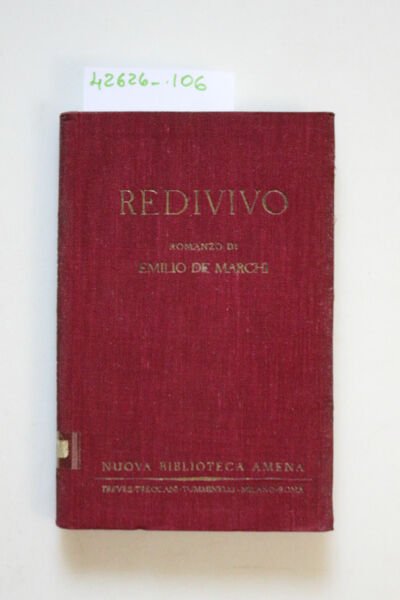 42626-.106
REDIVIVO
ROMANZO DI
EMILIO DE MARCHI
NUOVA BIBLIOTECA AMENA
TREVES-TRECCANI-TUMMINELLI-MILANO-ROMA